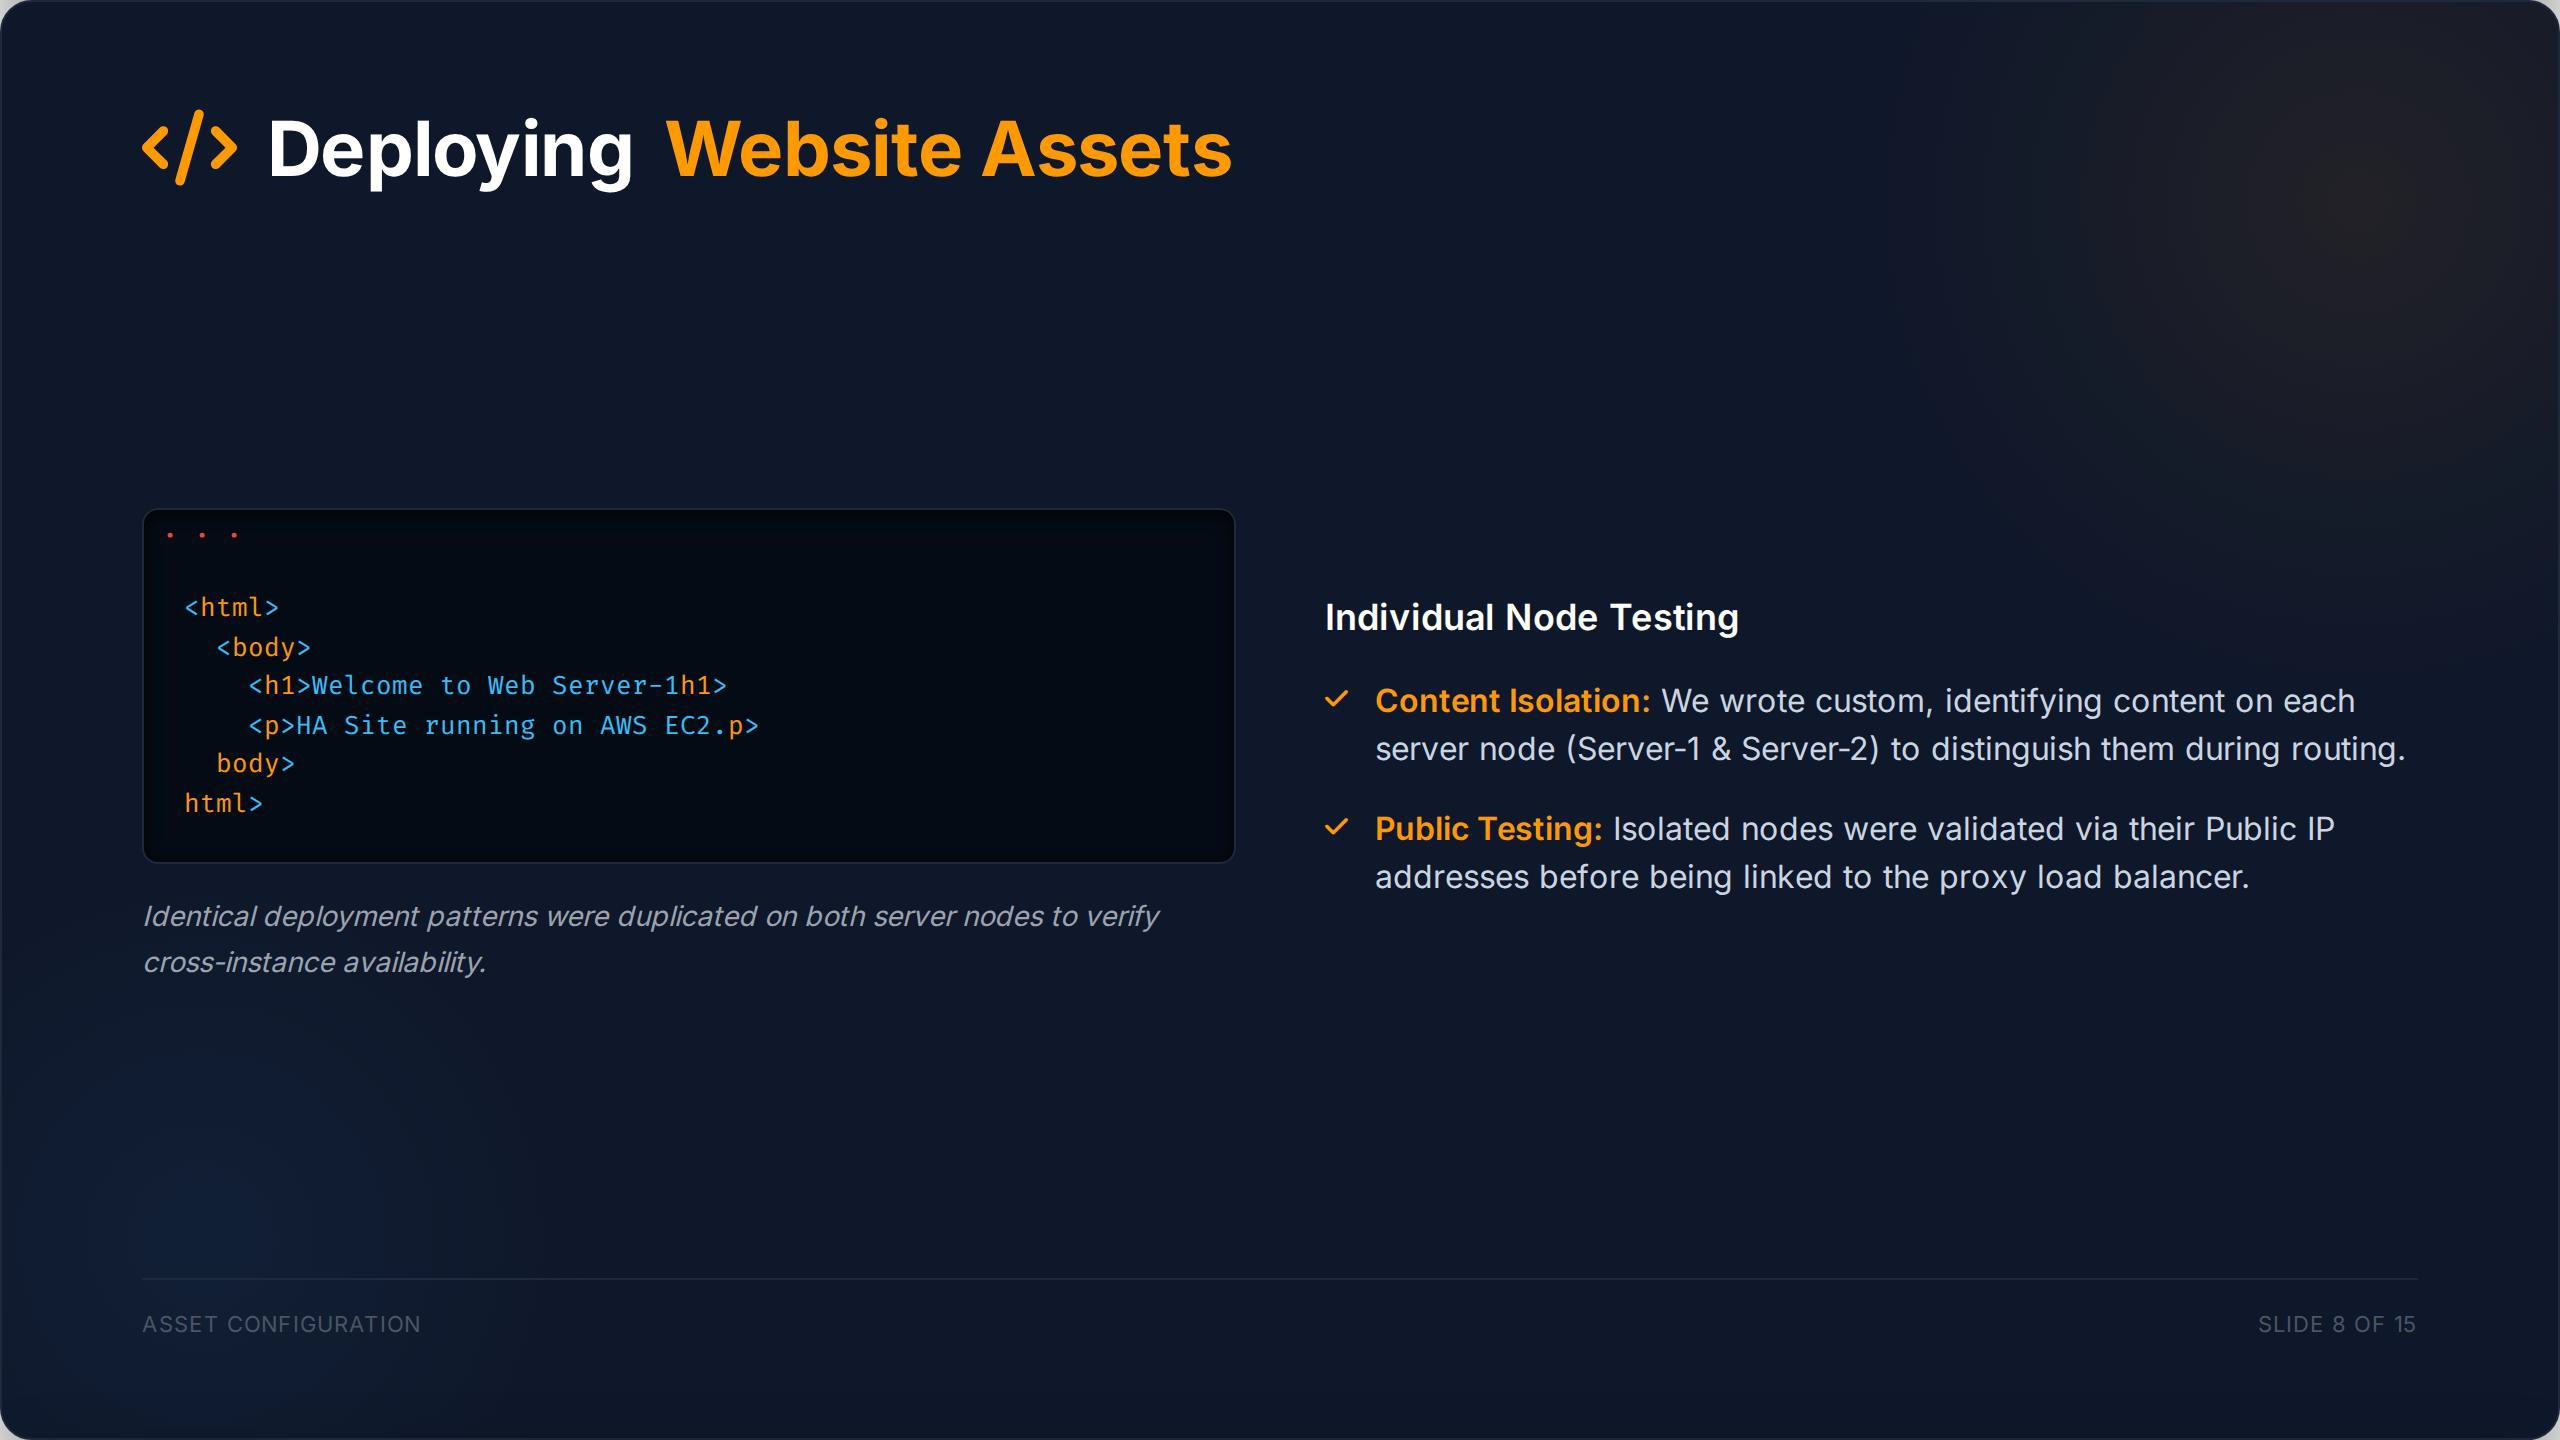 </> Deploying Website Assets
<html>
  <body>
    <h1>Welcome to Web Server-1h1>
    <p>HA Site running on AWS EC2.p>
  body>
html>
Identical deployment patterns were duplicated on both server nodes to verify
cross-instance availability.
Individual Node Testing
Content Isolation: We wrote custom, identifying content on each
server node (Server-1 & Server-2) to distinguish them during routing.
Public Testing: Isolated nodes were validated via their Public IP
addresses before being linked to the proxy load balancer.
ASSET CONFIGURATION
SLIDE 8 OF 15